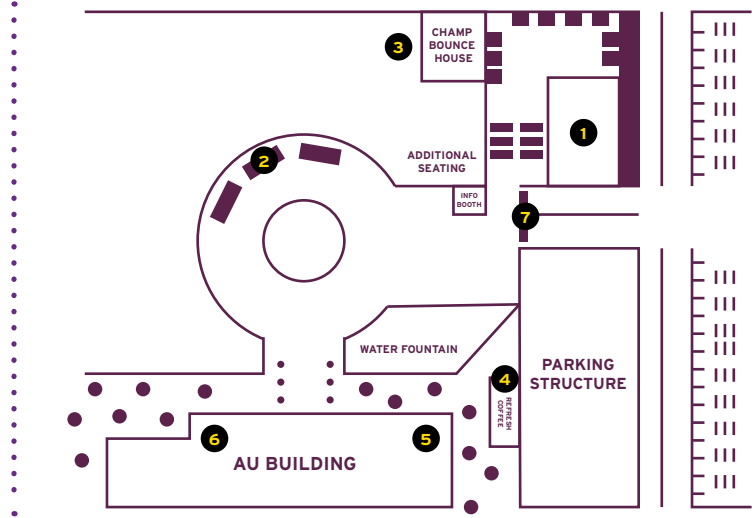 CHAMP
BOUNCE
HOUSE
3
1
2
ADDITIONAL
SEATING
INFO
BOOTH
7
WATER FOUNTAIN
PARKING
STRUCTURE
4
REFRESH
COFFEE
6
5
AU BUILDING